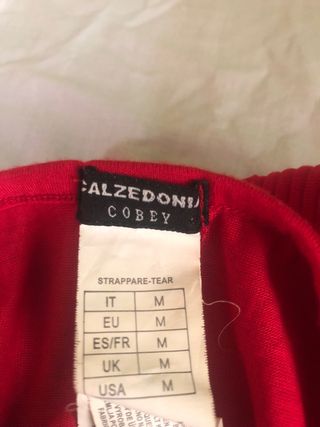 CALZEDONIA
COBEY
STRAPPARE-TEAR
IT M
EU M
ES/FR M
UK M
USA M